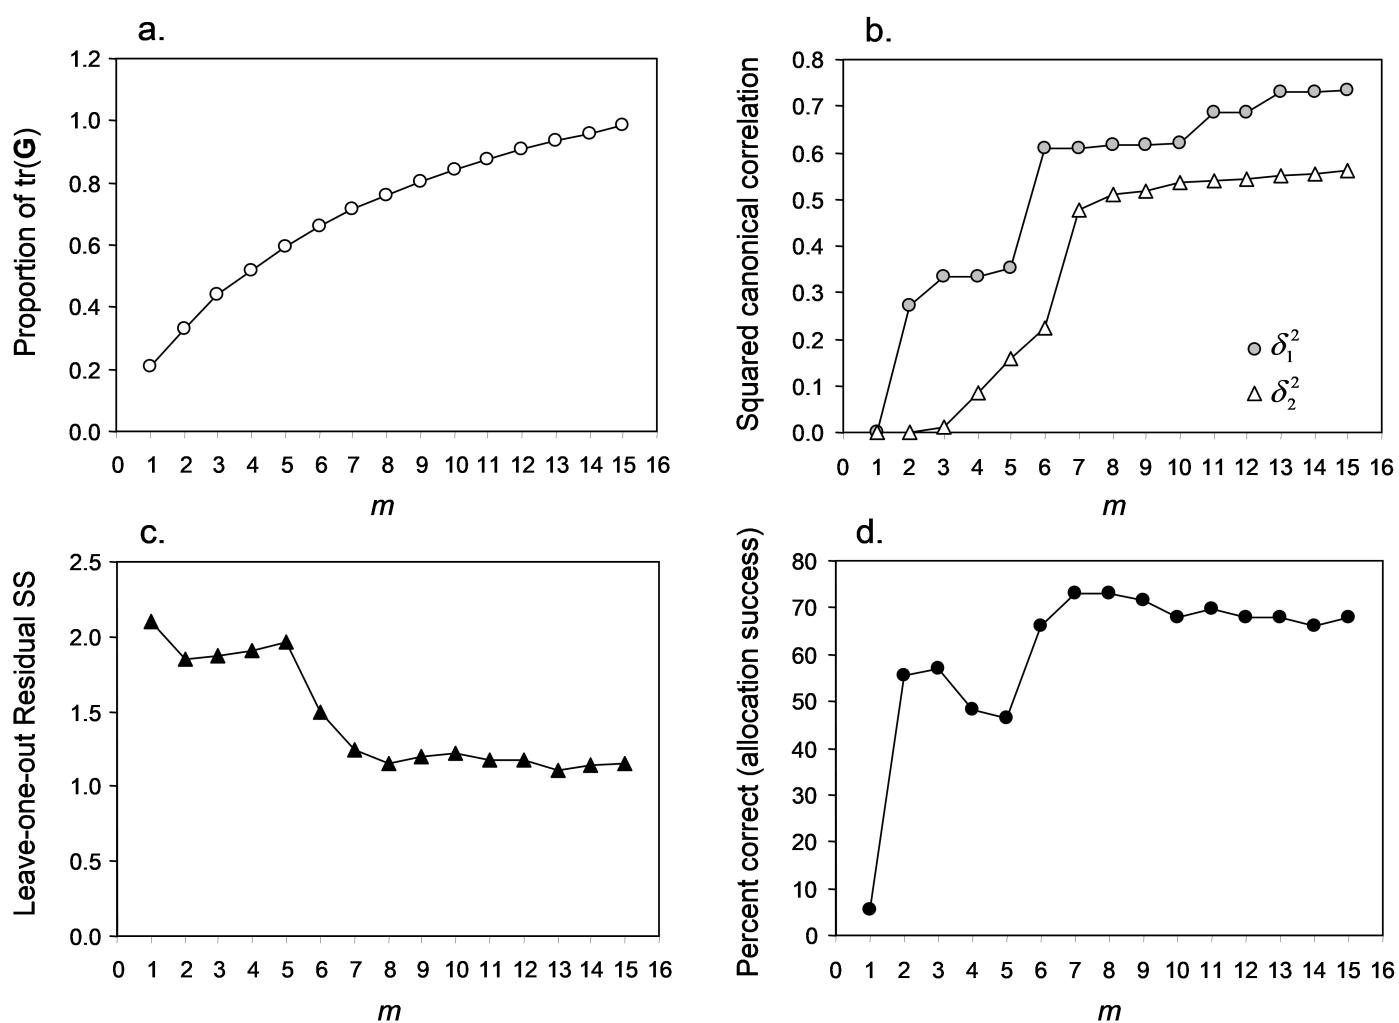 a.
Proportion of tr(G)
1.2
1.0
0.8
0.6
0.4
0.2
0.0
0 1 2 3 4 5 6 7 8 9 10 11 12 13 14 15 16
m
b.
Squared canonical correlation
0.8
0.7
0.6
0.5
0.4
0.3
0.2
0.1
0.0
δ₁²
δ₂²
0 1 2 3 4 5 6 7 8 9 10 11 12 13 14 15 16
m
c.
Leave-one-out Residual SS
2.5
2.0
1.5
1.0
0.5
0.0
0 1 2 3 4 5 6 7 8 9 10 11 12 13 14 15 16
m
d.
Percent correct (allocation success)
80
70
60
50
40
30
20
10
0
0 1 2 3 4 5 6 7 8 9 10 11 12 13 14 15 16
m